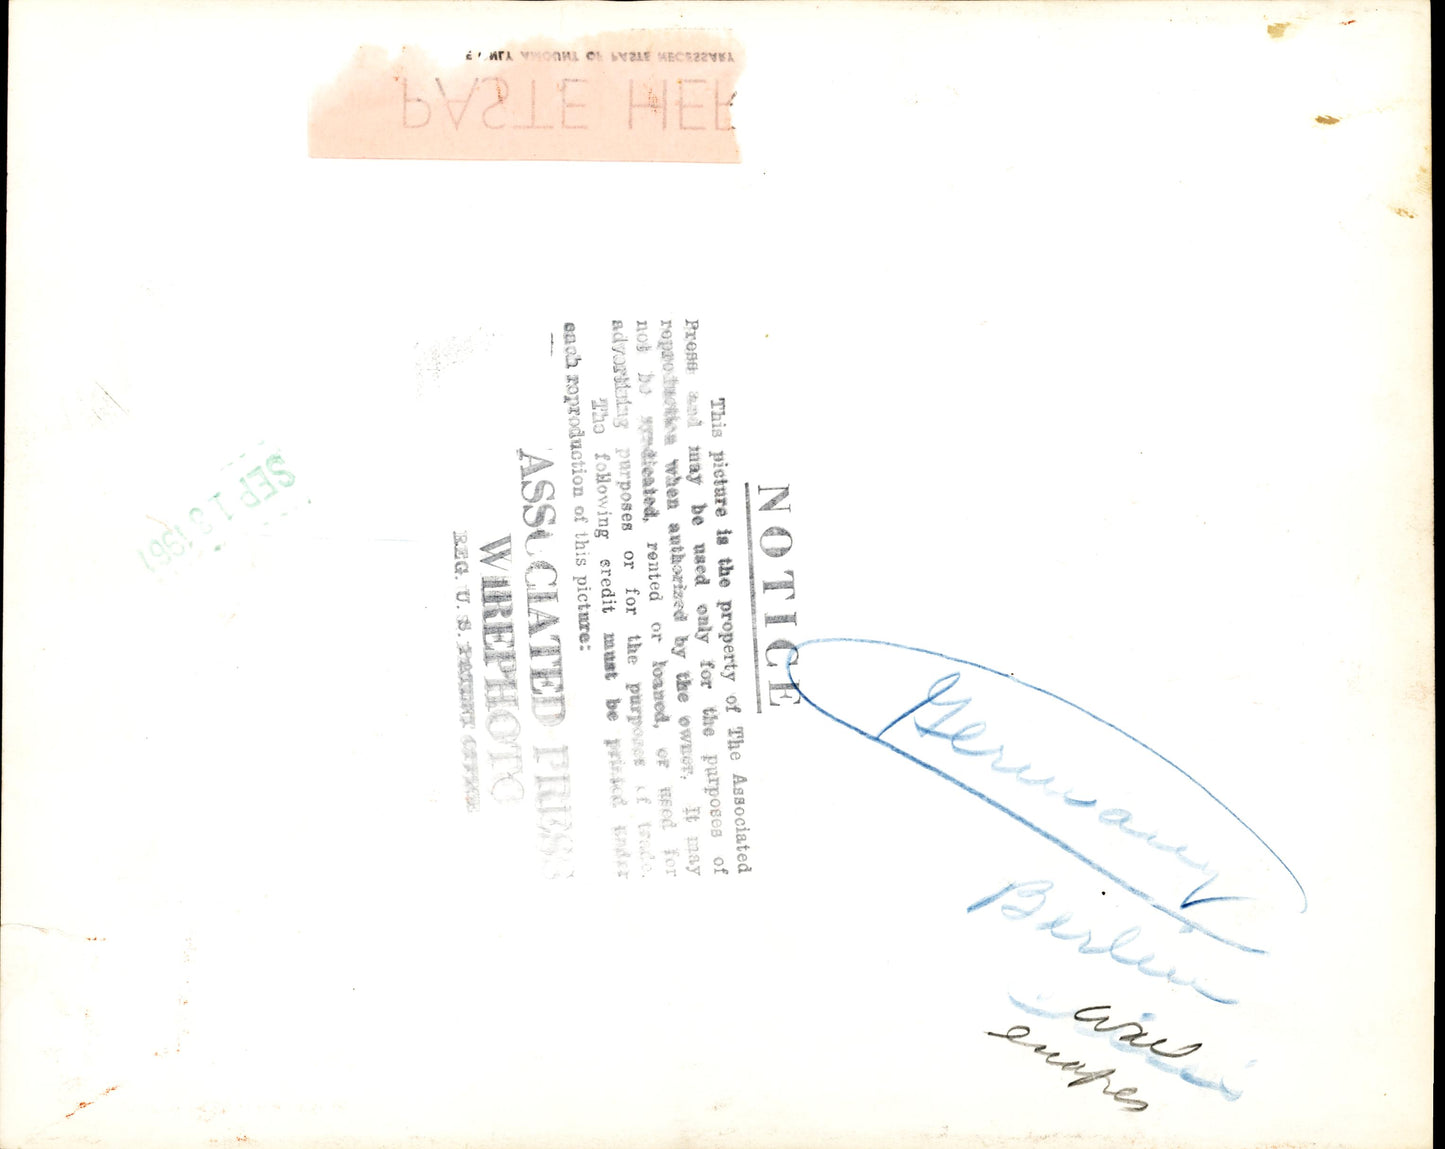 ONLY AMOUNT OF PASTE NECESSARY
PASTE HER
NOTICE
This picture is the property of The Associated
Press and may be used only for the purposes of
reproduction when authorized by the owner. It may
not be syndicated, rented or loaned, or used for
advertising purposes or for the purposes of trade.
The following credit must be printed under
each reproduction of this picture:
ASSOCIATED PRESS
WIREPHOTO
REG. U. S. PATENT OFFICE
SEP 13 1961
Germany
Berlin
wall
escapes